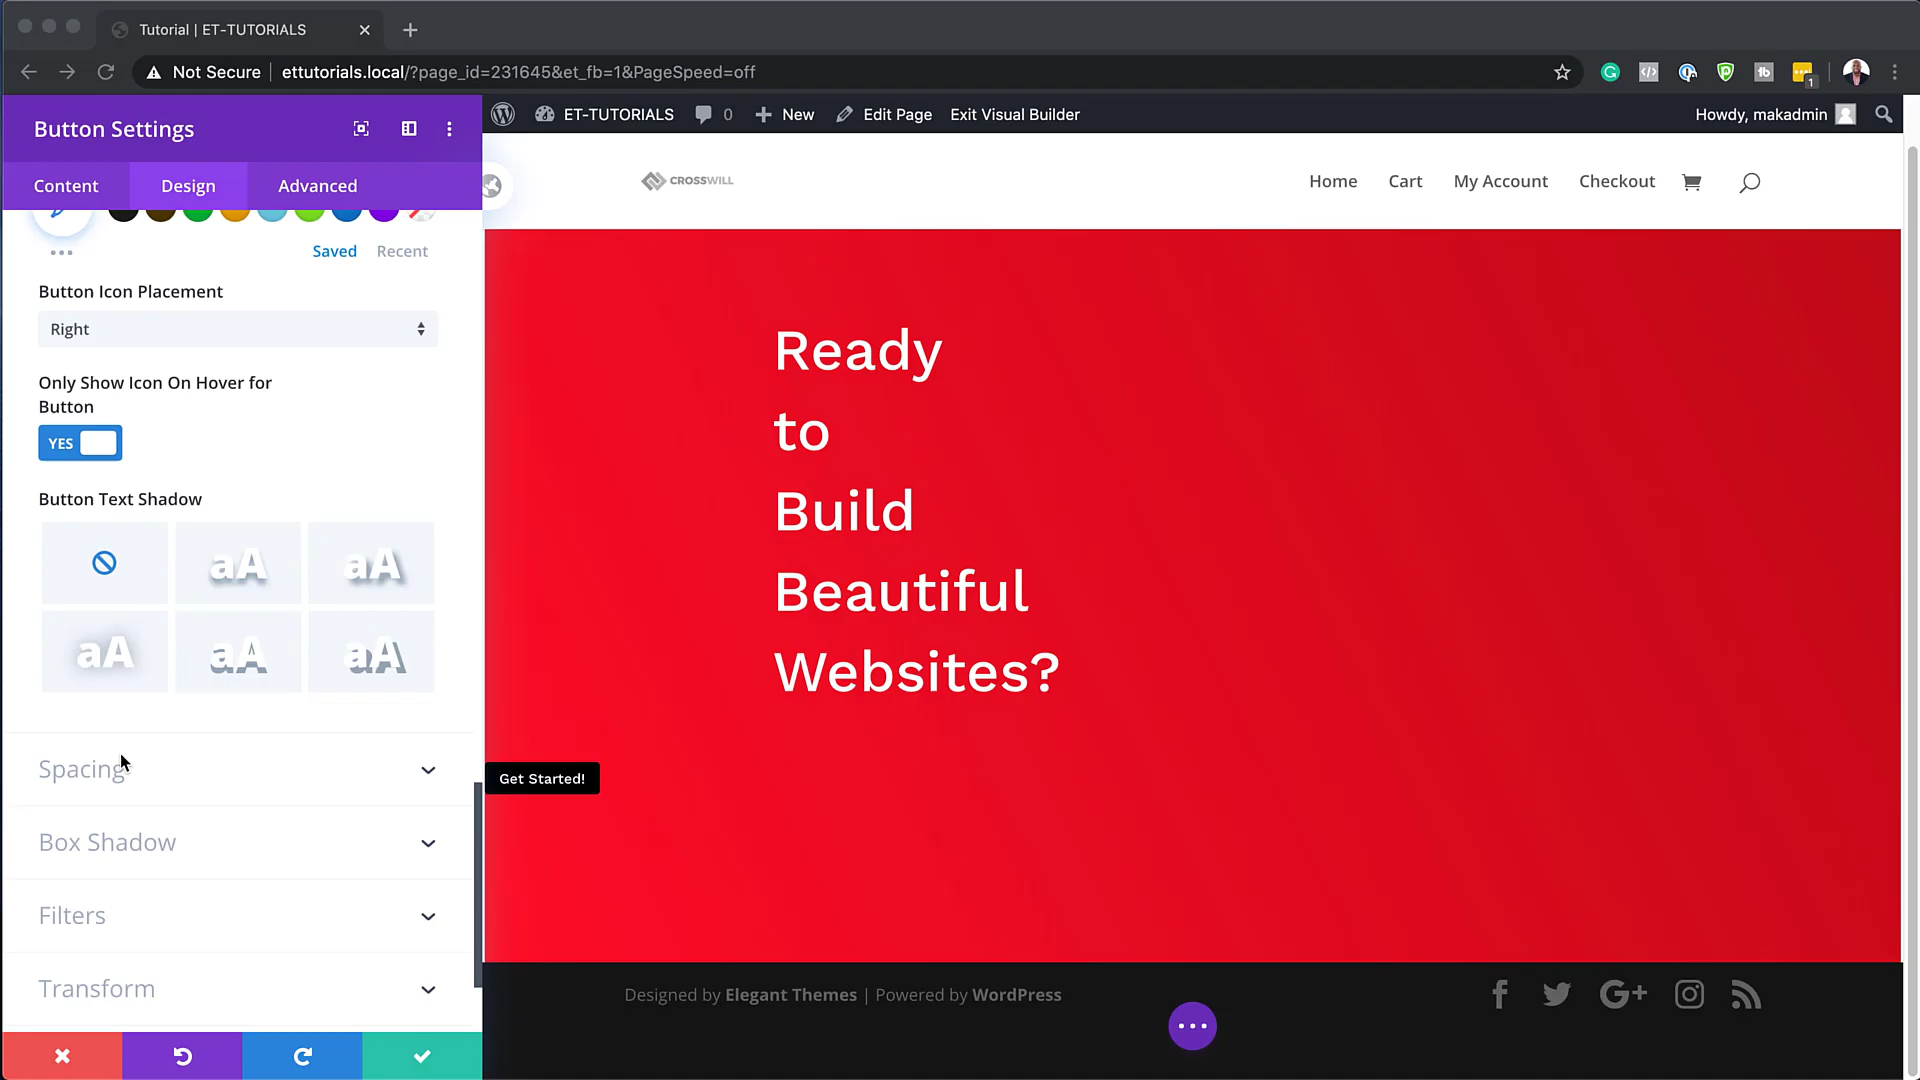 Tutorial | ET-TUTORIALS
Not Secure
ettutorials.local/?page_id=231645&et_fb=1&PageSpeed=off
1
Button Settings
ET-TUTORIALS
0
New
Edit Page
Exit Visual Builder
Howdy, makadmin
Content
Design
Advanced
CROSSWILL
Home
Cart
My Account
Checkout
Saved
Recent
Button Icon Placement
Right
Only Show Icon On Hover for
Button
YES
Button Text Shadow
aA
aA
aA
aA
aA
Spacing
Box Shadow
Filters
Transform
Ready
to
Build
Beautiful
Websites?
Get Started!
Designed by Elegant Themes | Powered by WordPress